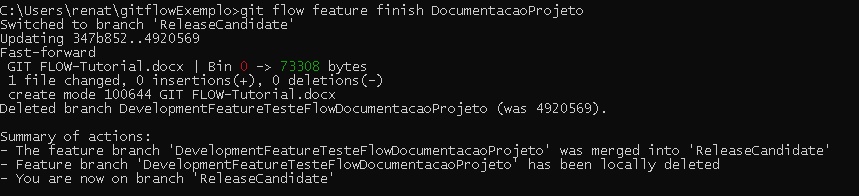 C:\Users\renat\gitflowExemplo>git flow feature finish DocumentacaoProjeto
Switched to branch 'ReleaseCandidate'
Updating 347b852..4920569
Fast-forward
 GIT FLOW-Tutorial.docx | Bin 0 -> 73308 bytes
 1 file changed, 0 insertions(+), 0 deletions(-)
 create mode 100644 GIT FLOW-Tutorial.docx
Deleted branch DevelopmentFeatureTesteFlowDocumentacaoProjeto (was 4920569).
Summary of actions:
- The feature branch 'DevelopmentFeatureTesteFlowDocumentacaoProjeto' was merged into 'ReleaseCandidate'
- Feature branch 'DevelopmentFeatureTesteFlowDocumentacaoProjeto' has been locally deleted
- You are now on branch 'ReleaseCandidate'